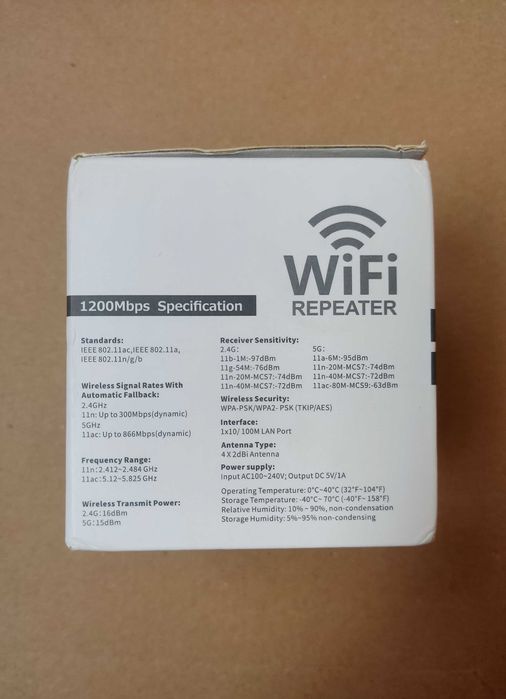 WiFi
REPEATER
1200Mbps Specification
Standards:
IEEE 802.11ac,IEEE 802.11a,
IEEE 802.11n/g/b
Wireless Signal Rates With
Automatic Fallback:
2.4GHz
11n: Up to 300Mbps(dynamic)
5GHz
11ac: Up to 866Mbps(dynamic)
Frequency Range:
11n:2.412-2.484 GHz
11ac:5.12-5.825 GHz
Wireless Transmit Power:
2.4G:16dBm
5G:15dBm
Receiver Sensitivity:
2.4G: 5G:
11b-1M:-97dBm 11a-6M:-95dBm
11g-54M:-76dBm 11n-20M-MCS7:-74dBm
11n-20M-MCS7:-74dBm 11n-40M-MCS7:-72dBm
11n-40M-MCS7:-72dBm 11ac-80M-MCS9:-63dBm
Wireless Security:
WPA-PSK/WPA2- PSK (TKIP/AES)
Interface:
1x10/ 100M LAN Port
Antenna Type:
4 X 2dBi Antenna
Power supply:
Input AC100~240V; Output DC 5V/1A
Operating Temperature: 0°C~40°C (32°F~104°F)
Storage Temperature: -40°C~ 70°C (-40°F~ 158°F)
Relative Humidity: 10% ~ 90%, non-condensation
Storage Humidity: 5%~95% non-condensing